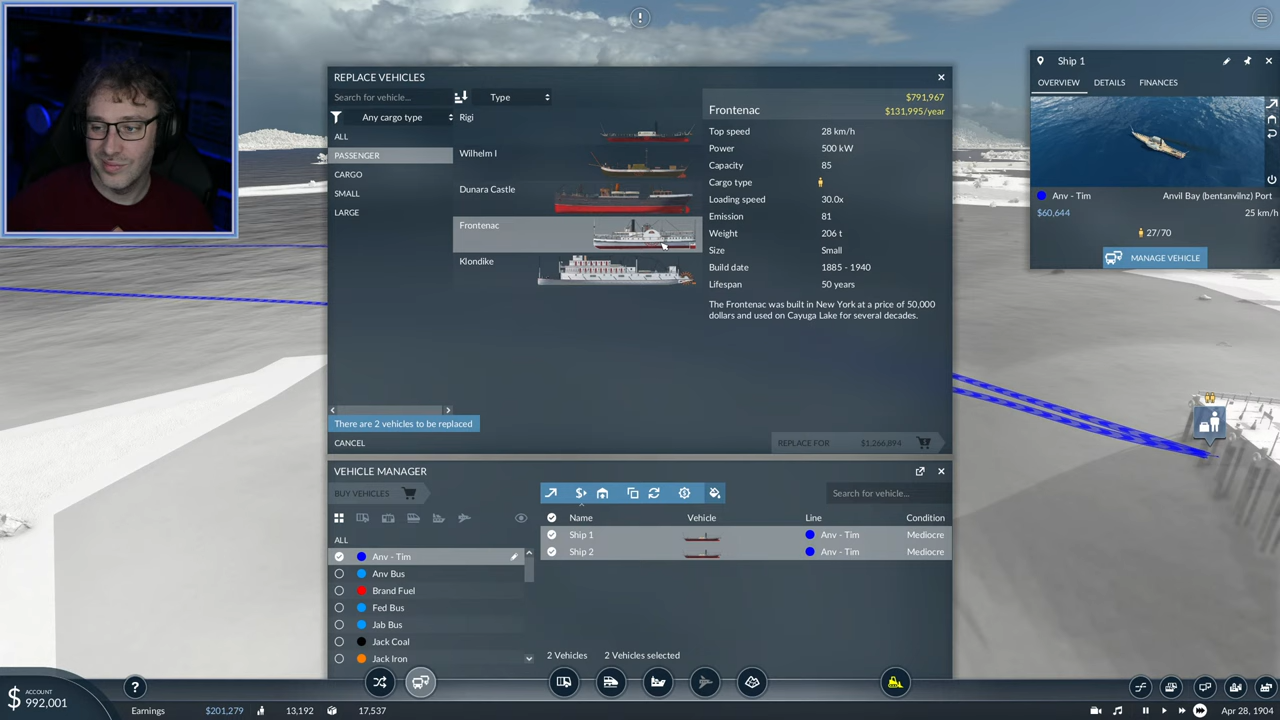 REPLACE VEHICLES
Search for vehicle...
Type
Any cargo type
ALL
PASSENGER
CARGO
SMALL
LARGE
Rigi
Wilhelm I
Dunara Castle
Frontenac
Klondike
$791,967
Frontenac
$131,995/year
Top speed 28 km/h
Power 500 kW
Capacity 85
Cargo type
Loading speed 30.0x
Emission 81
Weight 206 t
Size Small
Build date 1885 - 1940
Lifespan 50 years
The Frontenac was built in New York at a price of 50,000
dollars and used on Cayuga Lake for several decades.
There are 2 vehicles to be replaced
CANCEL
REPLACE FOR $1,266,894
Ship 1
OVERVIEW DETAILS FINANCES
Anv - Tim Anvil Bay (bentavilnz) Port
$60,644 25 km/h
27/70
MANAGE VEHICLE
VEHICLE MANAGER
BUY VEHICLES
Search for vehicle...
ALL
Anv - Tim
Anv Bus
Brand Fuel
Fed Bus
Jab Bus
Jack Coal
Jack Iron
Name Vehicle Line Condition
Ship 1 Anv - Tim Mediocre
Ship 2 Anv - Tim Mediocre
2 Vehicles 2 Vehicles selected
$ ACCOUNT
992,001
?
Earnings $201,279 13,192 17,537
Apr 28, 1904